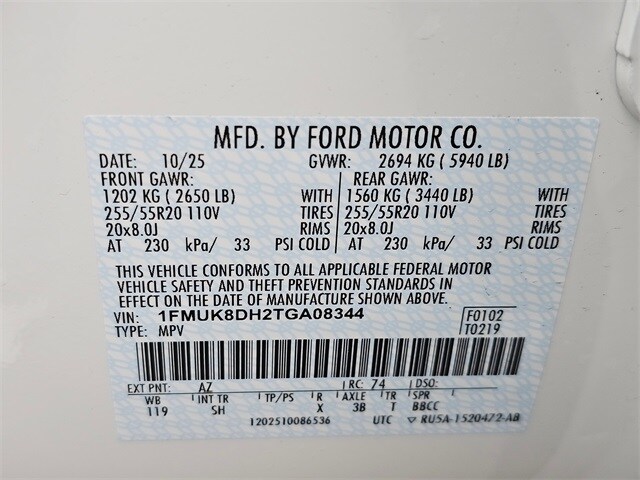 MFD. BY FORD MOTOR CO.
DATE: 10/25 GVWR: 2694 KG ( 5940 LB)
FRONT GAWR: REAR GAWR:
1202 KG ( 2650 LB) WITH 1560 KG ( 3440 LB) WITH
255/55R20 110V TIRES 255/55R20 110V TIRES
20x8.0J RIMS 20x8.0J RIMS
AT 230 kPa/ 33 PSI COLD AT 230 kPa/ 33 PSI COLD
THIS VEHICLE CONFORMS TO ALL APPLICABLE FEDERAL MOTOR
VEHICLE SAFETY AND THEFT PREVENTION STANDARDS IN
EFFECT ON THE DATE OF MANUFACTURE SHOWN ABOVE.
VIN: 1FMUK8DH2TGA08344 F0102
TYPE: MPV T0219
EXT PNT: AZ RC: 74 DSO:
WB INT TR TP/PS R AXLE TR SPR
119 SH X 3B T BBCC
1202510086536 UTC ▽ RU5A-1520472-AB